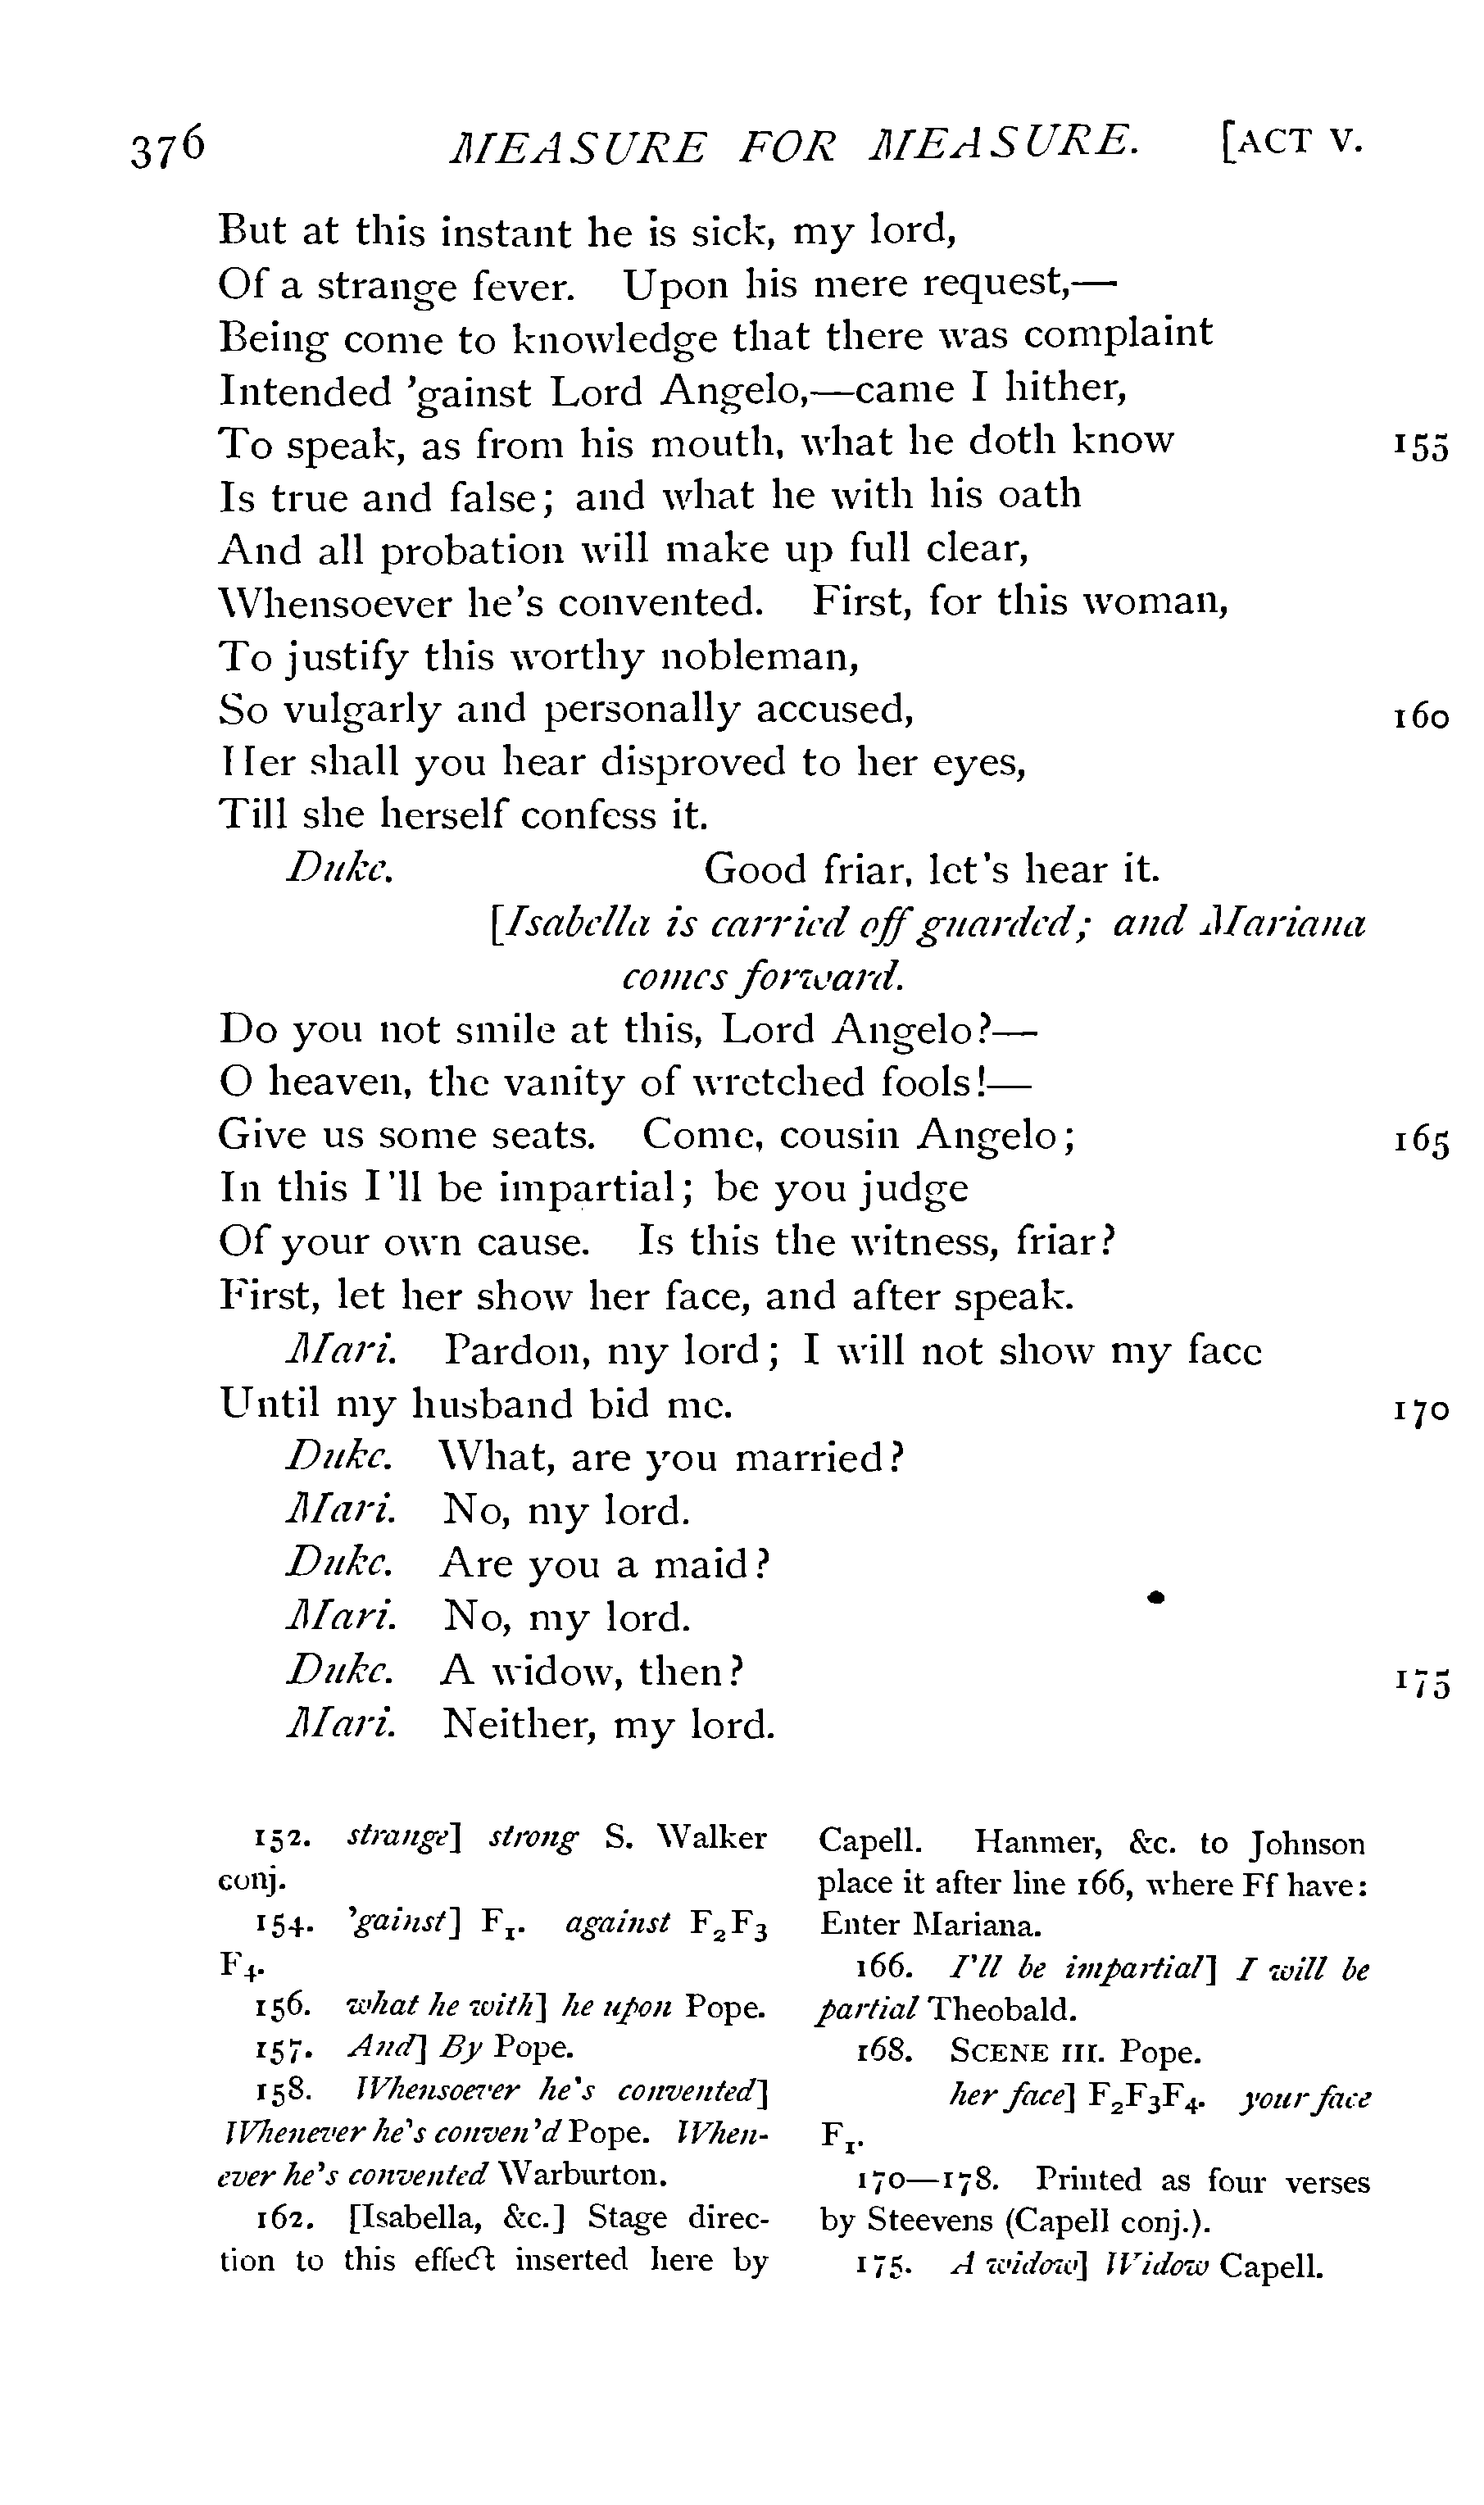 376 MEASURE FOR MEASURE. [ACT V.
But at this instant he is sick, my lord,
Of a strange fever. Upon his mere request,—
Being come to knowledge that there was complaint
Intended 'gainst Lord Angelo,—came I hither,
To speak, as from his mouth, what he doth know 155
Is true and false; and what he with his oath
And all probation will make up full clear,
Whensoever he's convented. First, for this woman,
To justify this worthy nobleman,
So vulgarly and personally accused, 160
Her shall you hear disproved to her eyes,
Till she herself confess it.
Duke. Good friar, let's hear it.
[Isabella is carried off guarded; and Mariana
comes forward.
Do you not smile at this, Lord Angelo?—
O heaven, the vanity of wretched fools!—
Give us some seats. Come, cousin Angelo; 165
In this I'll be impartial; be you judge
Of your own cause. Is this the witness, friar?
First, let her show her face, and after speak.
Mari. Pardon, my lord; I will not show my face
Until my husband bid me. 170
Duke. What, are you married?
Mari. No, my lord.
Duke. Are you a maid?
Mari. No, my lord.
Duke. A widow, then? 175
Mari. Neither, my lord.
152. strange] strong S. Walker
conj.
154. 'gainst] F1. against F2F3
F4.
156. what he with] he upon Pope.
157. And] By Pope.
158. Whensoever he's convented]
Whenever he's conven'd Pope. When-
ever he's convented Warburton.
162. [Isabella, &c.] Stage direc-
tion to this effect inserted here by
Capell. Hanmer, &c. to Johnson
place it after line 166, where Ff have:
Enter Mariana.
166. I'll be impartial] I will be
partial Theobald.
168. SCENE III. Pope.
her face] F2F3F4. your face
F1.
170—178. Printed as four verses
by Steevens (Capell conj.).
175. A widow] Widow Capell.